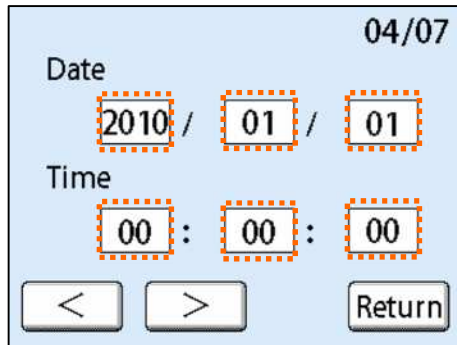 04/07
Date
2010 / 01 / 01
Time
00 : 00 : 00
< > Return